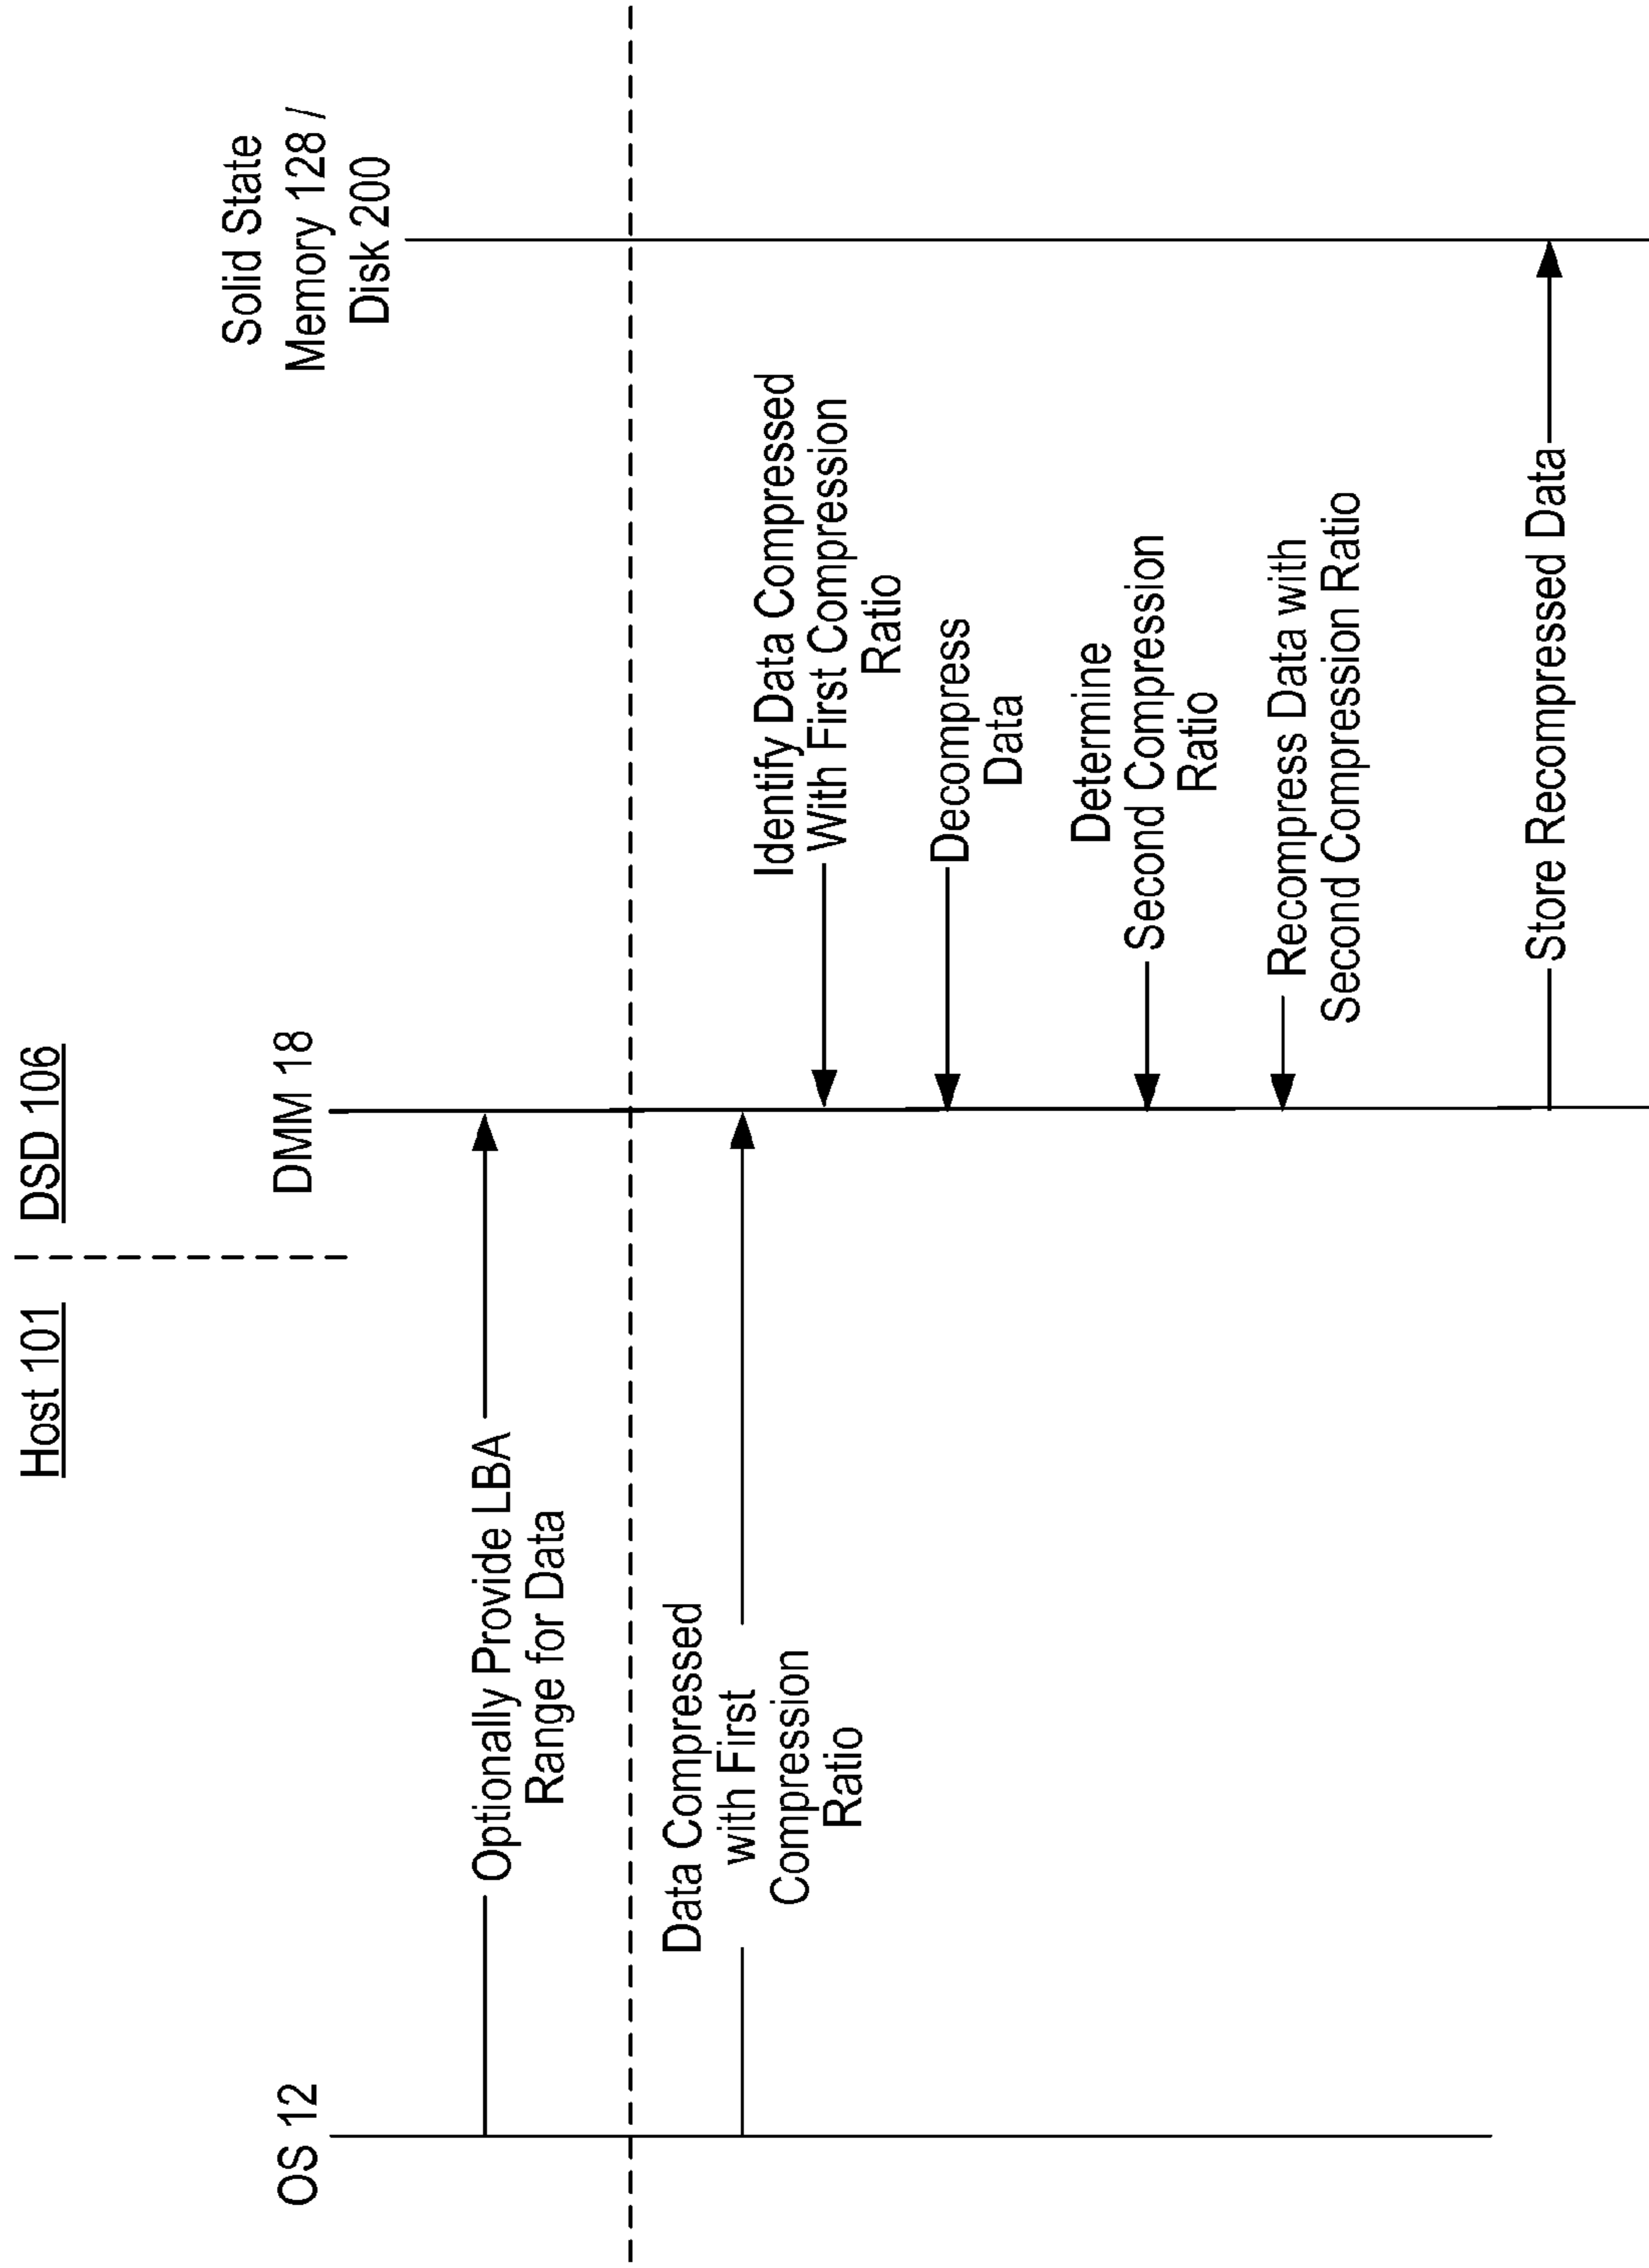 Host 101
DSD 106
OS 12
DMM 18
Solid State
Memory 128 /
Disk 200
Optionally Provide LBA
Range for Data
Data Compressed
with First
Compression
Ratio
Identify Data Compressed
With First Compression
Ratio
Decompress
Data
Determine
Second Compression
Ratio
Recompress Data with
Second Compression Ratio
Store Recompressed Data